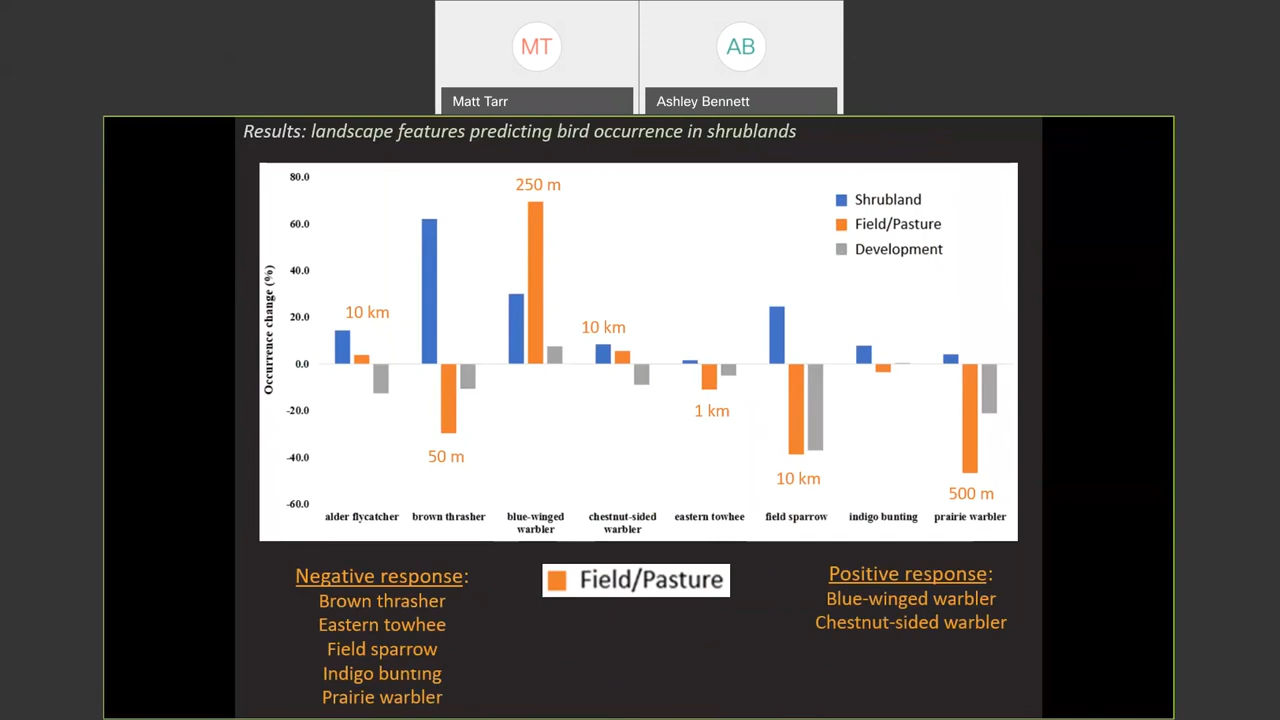 MT
AB
Matt Tarr
Ashley Bennett
Results: landscape features predicting bird occurrence in shrublands
80.0
60.0
40.0
20.0
0.0
-20.0
-40.0
-60.0
Occurrence change (%)
250 m
10 km
10 km
50 m
1 km
10 km
500 m
Shrubland
Field/Pasture
Development
alder flycatcher
brown thrasher
blue-winged
warbler
chestnut-sided
warbler
eastern towhee
field sparrow
indigo bunting
prairie warbler
Negative response:
Brown thrasher
Eastern towhee
Field sparrow
Indigo bunting
Prairie warbler
Field/Pasture
Positive response:
Blue-winged warbler
Chestnut-sided warbler